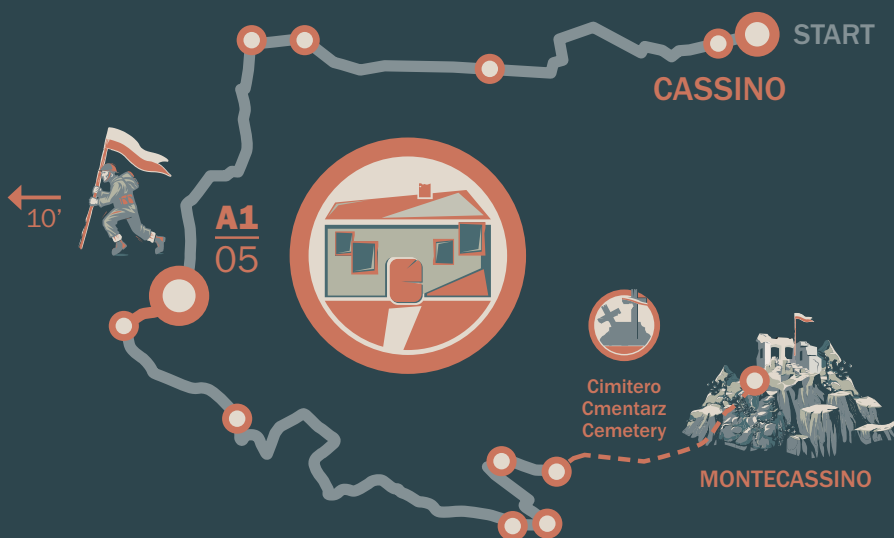 START
CASSINO
10'
A1
05
Cimitero
Cmentarz
Cemetery
MONTECASSINO